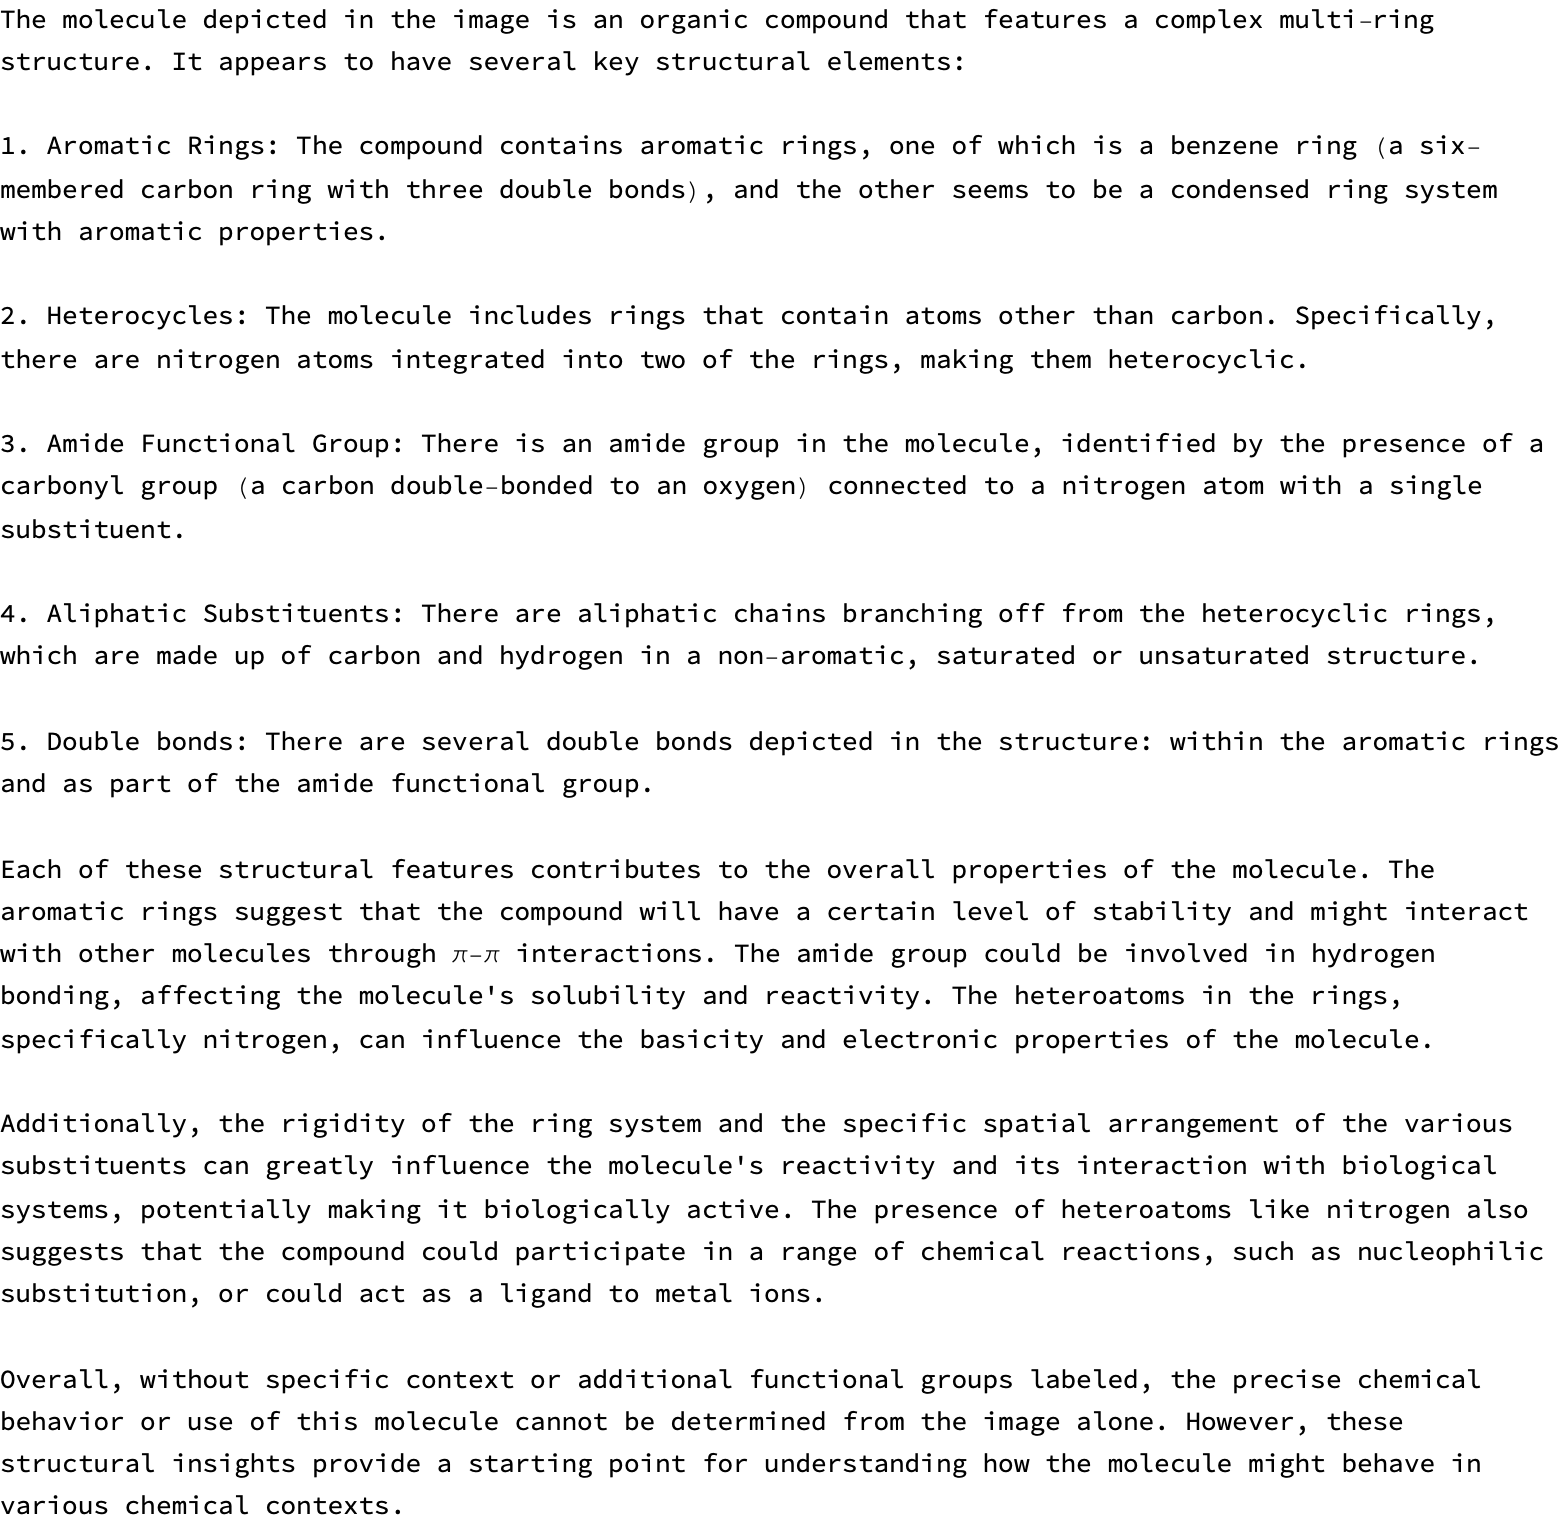 The molecule depicted in the image is an organic compound that features a complex multi-ring
structure. It appears to have several key structural elements:
1. Aromatic Rings: The compound contains aromatic rings, one of which is a benzene ring (a six-
membered carbon ring with three double bonds), and the other seems to be a condensed ring system
with aromatic properties.
2. Heterocycles: The molecule includes rings that contain atoms other than carbon. Specifically,
there are nitrogen atoms integrated into two of the rings, making them heterocyclic.
3. Amide Functional Group: There is an amide group in the molecule, identified by the presence of a
carbonyl group (a carbon double-bonded to an oxygen) connected to a nitrogen atom with a single
substituent.
4. Aliphatic Substituents: There are aliphatic chains branching off from the heterocyclic rings,
which are made up of carbon and hydrogen in a non-aromatic, saturated or unsaturated structure.
5. Double bonds: There are several double bonds depicted in the structure: within the aromatic rings
and as part of the amide functional group.
Each of these structural features contributes to the overall properties of the molecule. The
aromatic rings suggest that the compound will have a certain level of stability and might interact
with other molecules through π-π interactions. The amide group could be involved in hydrogen
bonding, affecting the molecule's solubility and reactivity. The heteroatoms in the rings,
specifically nitrogen, can influence the basicity and electronic properties of the molecule.
Additionally, the rigidity of the ring system and the specific spatial arrangement of the various
substituents can greatly influence the molecule's reactivity and its interaction with biological
systems, potentially making it biologically active. The presence of heteroatoms like nitrogen also
suggests that the compound could participate in a range of chemical reactions, such as nucleophilic
substitution, or could act as a ligand to metal ions.
Overall, without specific context or additional functional groups labeled, the precise chemical
behavior or use of this molecule cannot be determined from the image alone. However, these
structural insights provide a starting point for understanding how the molecule might behave in
various chemical contexts.